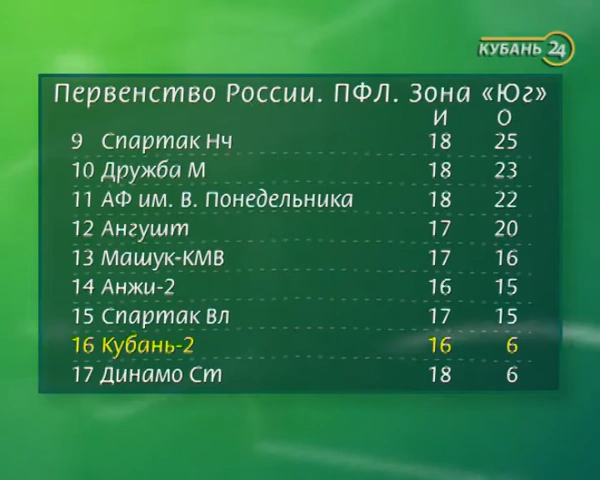 КУБАНЬ 24
Первенство России. ПФЛ. Зона «Юг»
И О
9 Спартак Нч 18 25
10 Дружба М 18 23
11 АФ им. В. Понедельника 18 22
12 Ангушт 17 20
13 Машук-КМВ 17 16
14 Анжи-2 16 15
15 Спартак Вл 17 15
16 Кубань-2 16 6
17 Динамо Ст 18 6